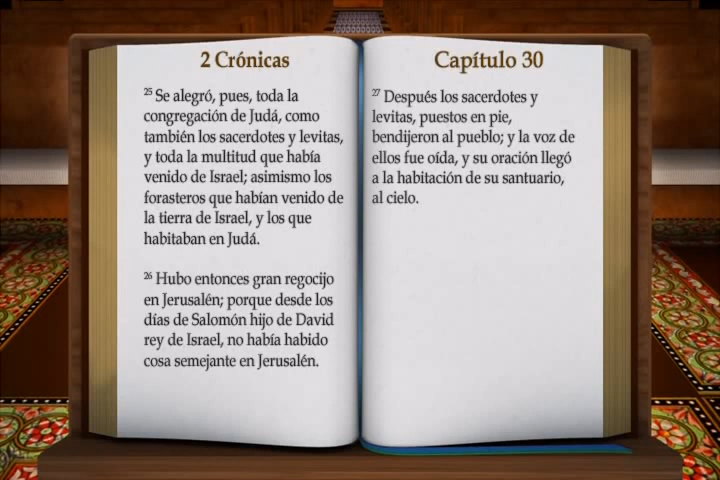 2 Crónicas
25 Se alegró, pues, toda la
congregación de Judá, como
también los sacerdotes y levitas,
y toda la multitud que había
venido de Israel; asimismo los
forasteros que habían venido de
la tierra de Israel, y los que
habitaban en Judá.
26 Hubo entonces gran regocijo
en Jerusalén; porque desde los
días de Salomón hijo de David
rey de Israel, no había habido
cosa semejante en Jerusalén.
Capítulo 30
27 Después los sacerdotes y
levitas, puestos en pie,
bendijeron al pueblo; y la voz de
ellos fue oída, y su oración llegó
a la habitación de su santuario,
al cielo.